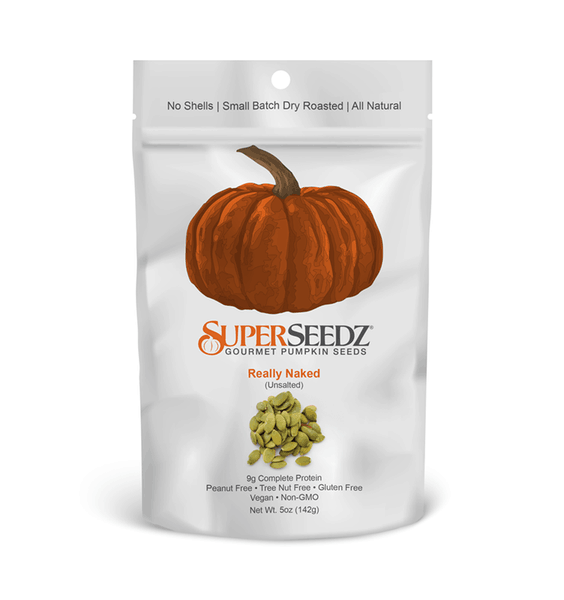 No Shells | Small Batch Dry Roasted | All Natural
SUPERSEEDZ®
GOURMET PUMPKIN SEEDS
Really Naked
(Unsalted)
9g Complete Protein
Peanut Free • Tree Nut Free • Gluten Free
Vegan • Non-GMO
Net Wt. 5oz (142g)